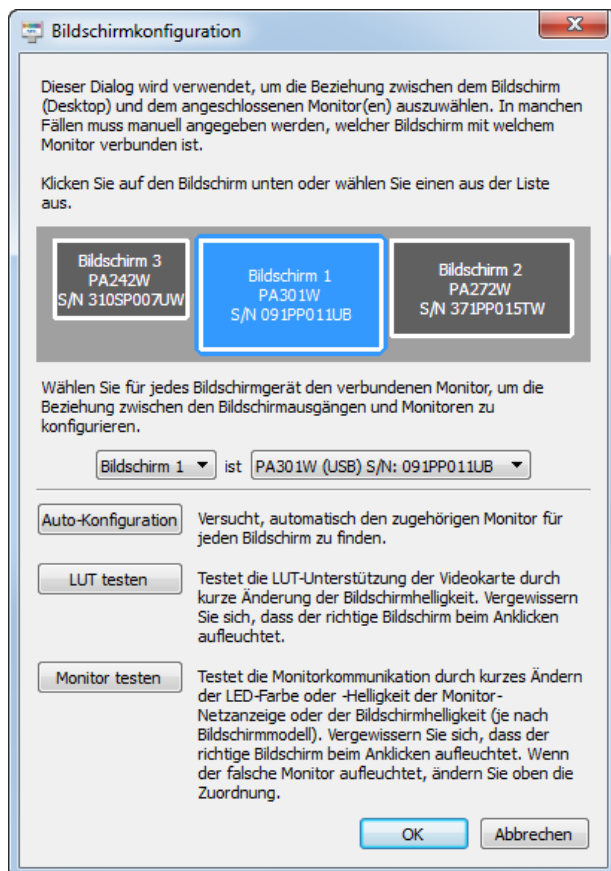 Bildschirmkonfiguration
Dieser Dialog wird verwendet, um die Beziehung zwischen dem Bildschirm
(Desktop) und dem angeschlossenen Monitor(en) auszuwählen. In manchen
Fällen muss manuell angegeben werden, welcher Bildschirm mit welchem
Monitor verbunden ist.
Klicken Sie auf den Bildschirm unten oder wählen Sie einen aus der Liste
aus.
Bildschirm 3
PA242W
S/N 310SP007UW
Bildschirm 1
PA301W
S/N 091PP011UB
Bildschirm 2
PA272W
S/N 371PP015TW
Wählen Sie für jedes Bildschirmgerät den verbundenen Monitor, um die
Beziehung zwischen den Bildschirmausgängen und Monitoren zu
konfigurieren.
Bildschirm 1 ist PA301W (USB) S/N: 091PP011UB
Auto-Konfiguration
Versucht, automatisch den zugehörigen Monitor für
jeden Bildschirm zu finden.
LUT testen
Testet die LUT-Unterstützung der Videokarte durch
kurze Änderung der Bildschirmhelligkeit. Vergewissern
Sie sich, dass der richtige Bildschirm beim Anklicken
aufleuchtet.
Monitor testen
Testet die Monitorkommunikation durch kurzes Ändern
der LED-Farbe oder -Helligkeit der Monitor-
Netzanzeige oder der Bildschirmhelligkeit (je nach
Bildschirmmodell). Vergewissern Sie sich, dass der
richtige Bildschirm beim Anklicken aufleuchtet. Wenn
der falsche Monitor aufleuchtet, ändern Sie oben die
Zuordnung.
OK
Abbrechen